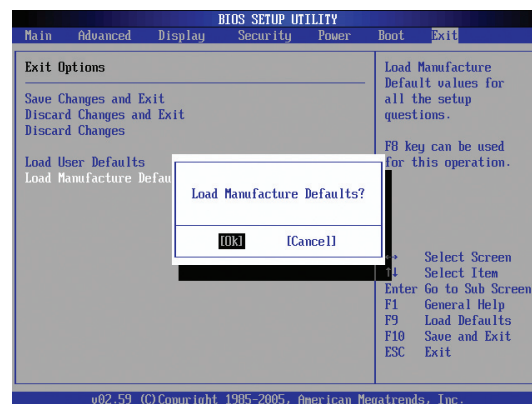 BIOS SETUP UTILITY
Main Advanced Display Security Power Boot Exit
Exit Options
Save Changes and Exit
Discard Changes and Exit
Discard Changes
Load User Defaults
Load Manufacture Defau
Load Manufacture Defaults?
[Ok] [Cancel]
Load Manufacture
Default values for
all the setup
questions.
F8 key can be used
for this operation.
↔ Select Screen
↑↓ Select Item
Enter Go to Sub Screen
F1 General Help
F9 Load Defaults
F10 Save and Exit
ESC Exit
v02.59 (C)Copyright 1985-2005, American Megatrends, Inc.